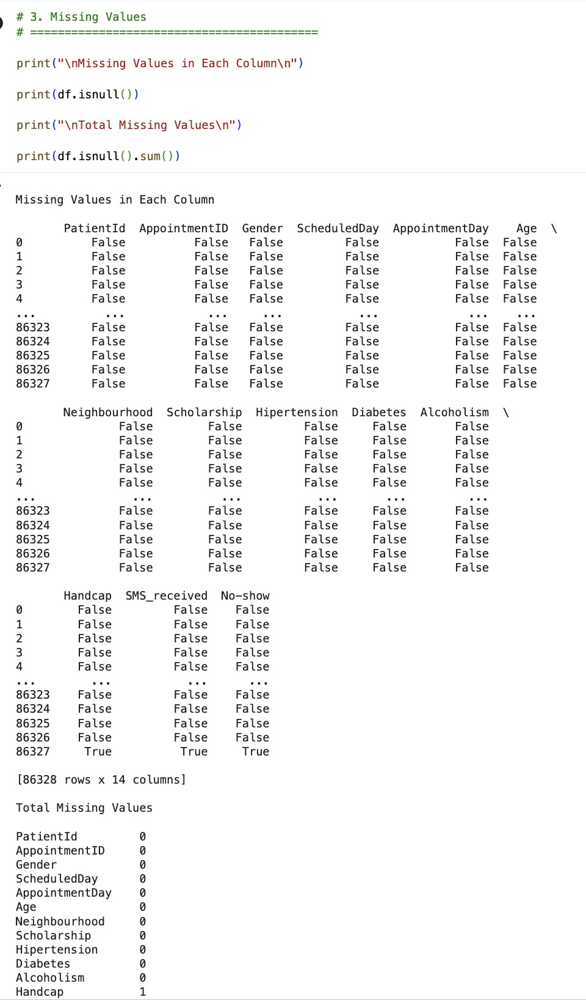 # 3. Missing Values
# ==========================================
print("\nMissing Values in Each Column\n")
print(df.isnull())
print("\nTotal Missing Values\n")
print(df.isnull().sum())
Missing Values in Each Column
PatientId AppointmentID Gender ScheduledDay AppointmentDay Age \
0 False False False False False False
1 False False False False False False
2 False False False False False False
3 False False False False False False
4 False False False False False False
... ... ... ... ... ... ...
86323 False False False False False False
86324 False False False False False False
86325 False False False False False False
86326 False False False False False False
86327 False False False False False False
Neighbourhood Scholarship Hipertension Diabetes Alcoholism \
0 False False False False False
1 False False False False False
2 False False False False False
3 False False False False False
4 False False False False False
... ... ... ... ... ...
86323 False False False False False
86324 False False False False False
86325 False False False False False
86326 False False False False False
86327 False False False False False
Handcap SMS_received No-show
0 False False False
1 False False False
2 False False False
3 False False False
4 False False False
... ... ... ...
86323 False False False
86324 False False False
86325 False False False
86326 False False False
86327 True True True
[86328 rows x 14 columns]
Total Missing Values
PatientId 0
AppointmentID 0
Gender 0
ScheduledDay 0
AppointmentDay 0
Age 0
Neighbourhood 0
Scholarship 0
Hipertension 0
Diabetes 0
Alcoholism 0
Handcap 1